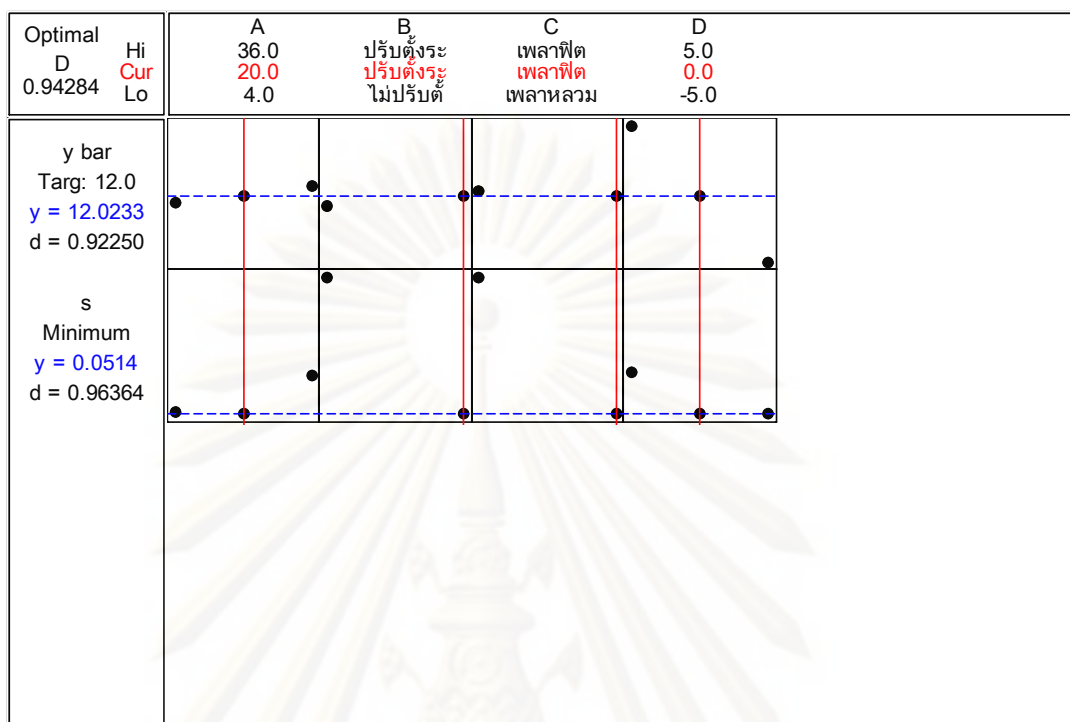 Optimal
D
0.94284
Hi
Cur
Lo
A B C D
36.0 ปรับตั้งระ เพลาฟิต 5.0
20.0 ปรับตั้งระ เพลาฟิต 0.0
4.0 ไม่ปรับตั้ เพลาหลวม -5.0
y bar
Targ: 12.0
y = 12.0233
d = 0.92250
s
Minimum
y = 0.0514
d = 0.96364